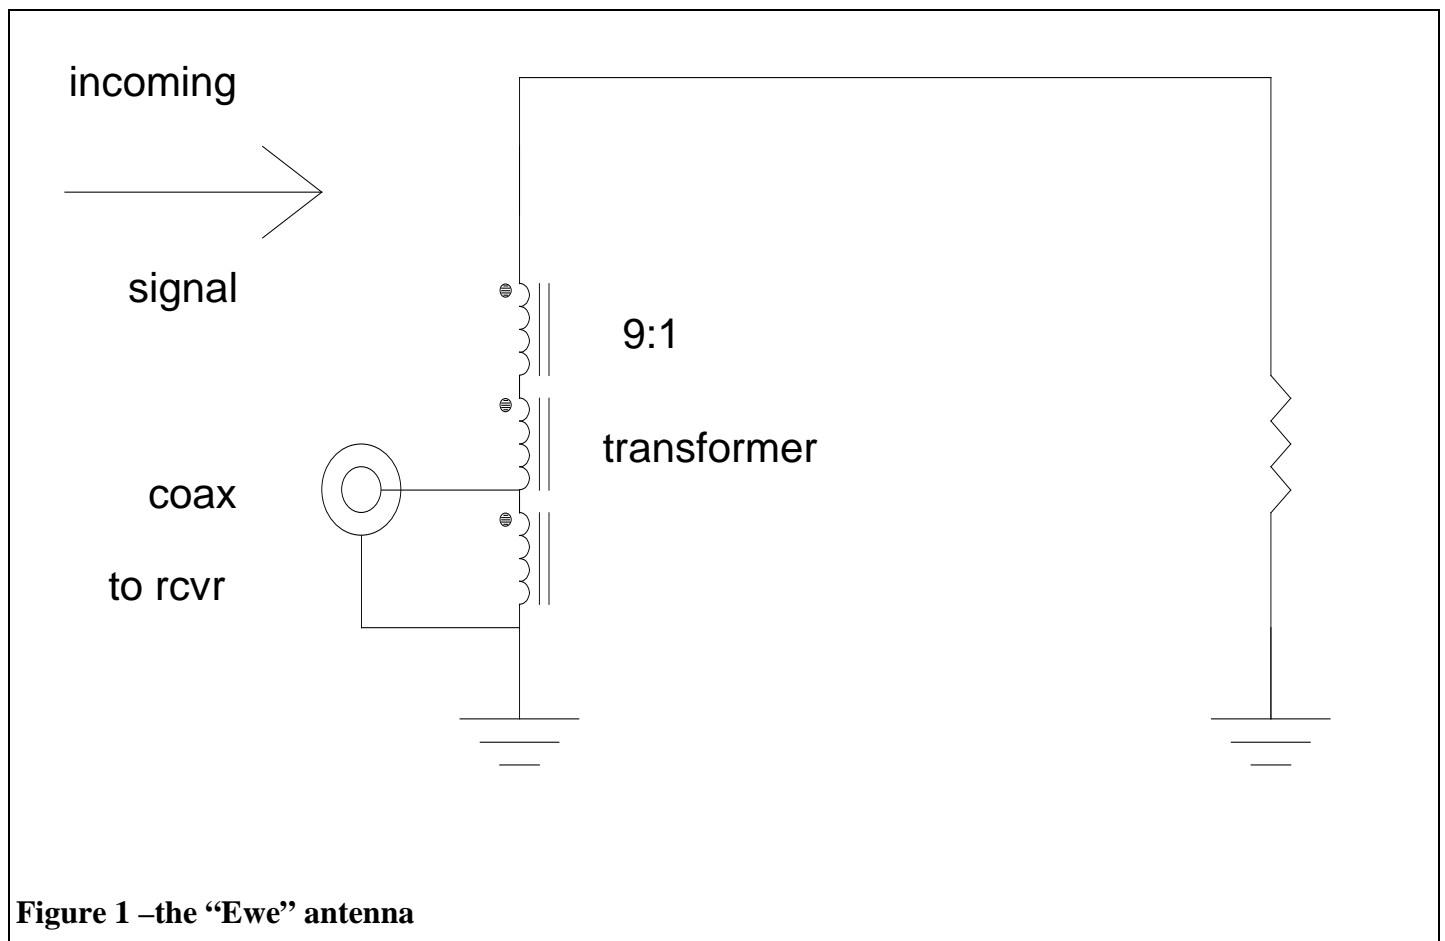 incoming
signal
9:1
transformer
coax
to rcvr
Figure 1 –the “Ewe” antenna